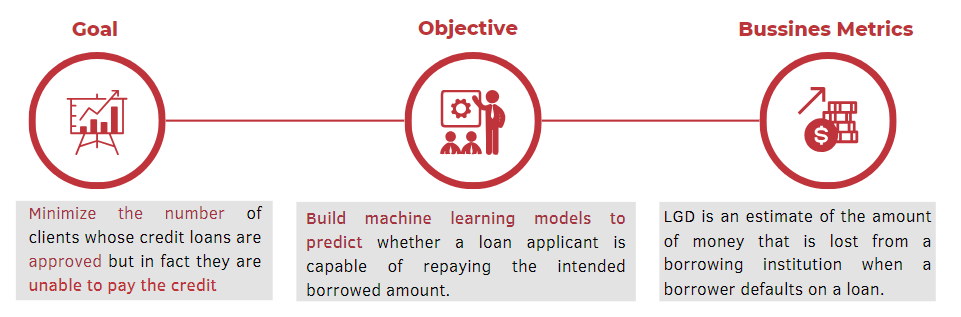 Goal
Minimize the number of
clients whose credit loans are
approved but in fact they are
unable to pay the credit
Objective
Build machine learning models to
predict whether a loan applicant is
capable of repaying the intended
borrowed amount.
Bussines Metrics
$
LGD is an estimate of the amount
of money that is lost from a
borrowing institution when a
borrower defaults on a loan.